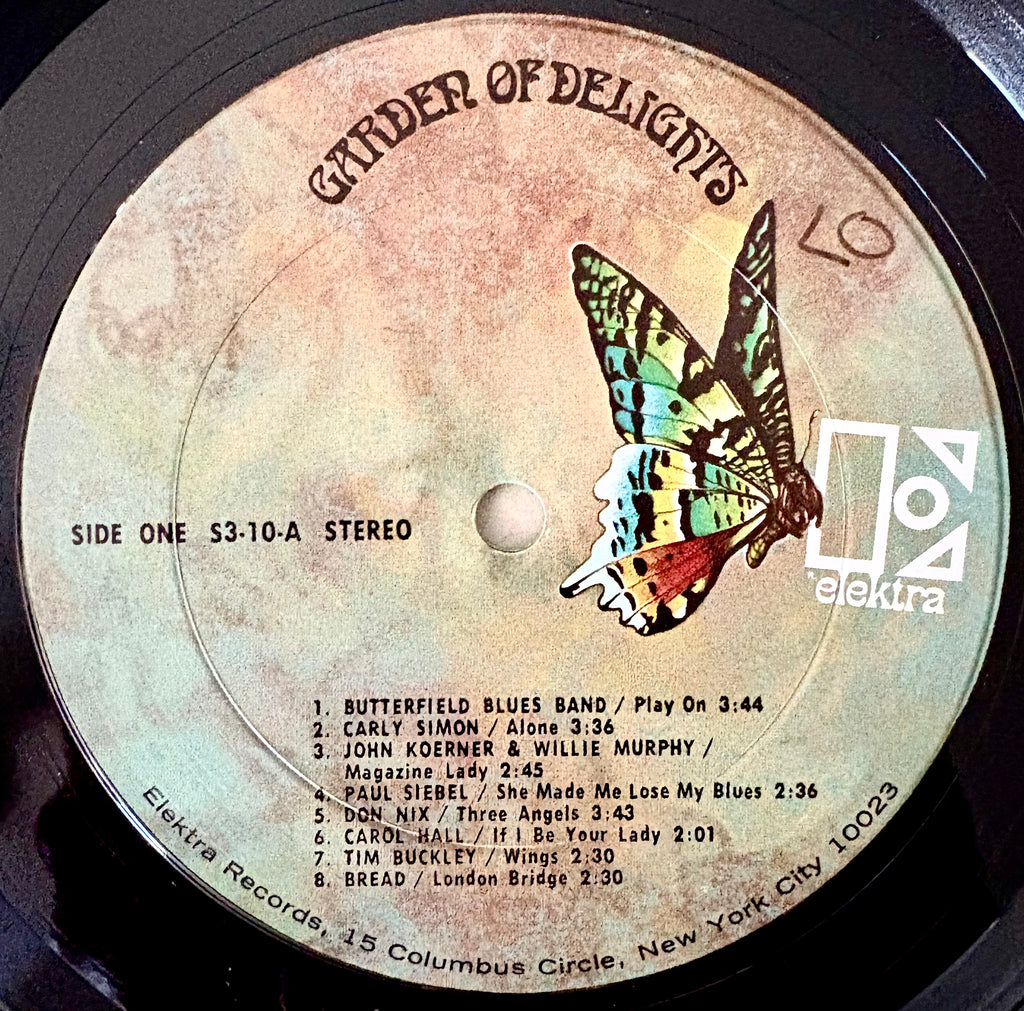 GARDEN OF DELIGHTS
elektra
SIDE ONE S3-10-A STEREO
1. BUTTERFIELD BLUES BAND / Play On 3:44
2. CARLY SIMON / Alone 3:36
3. JOHN KOERNER & WILLIE MURPHY /
Magazine Lady 2:45
4. PAUL SIEBEL / She Made Me Lose My Blues 2:36
5. DON NIX / Three Angels 3:43
6. CAROL HALL / If I Be Your Lady 2:01
7. TIM BUCKLEY / Wings 2:30
8. BREAD / London Bridge 2:30
Elektra Records, 15 Columbus Circle, New York City 10023